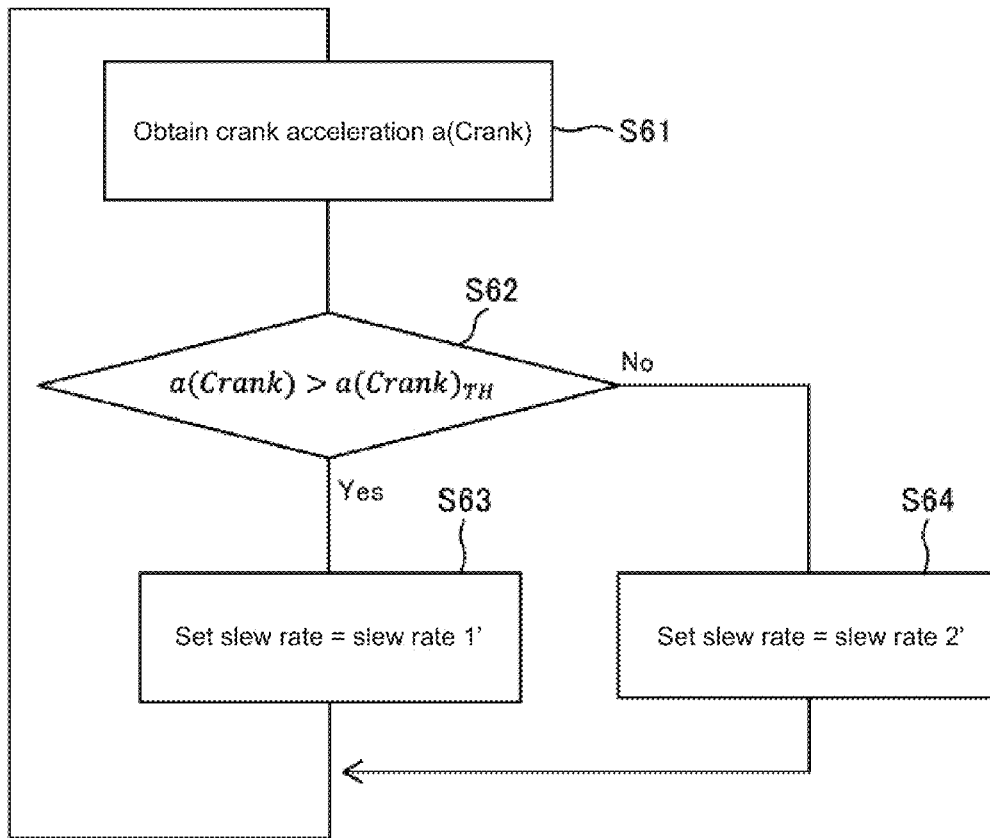 Obtain crank acceleration a(Crank)
S61
S62
a(Crank) > a(Crank)TH
No
Yes
S63
S64
Set slew rate = slew rate 1'
Set slew rate = slew rate 2'